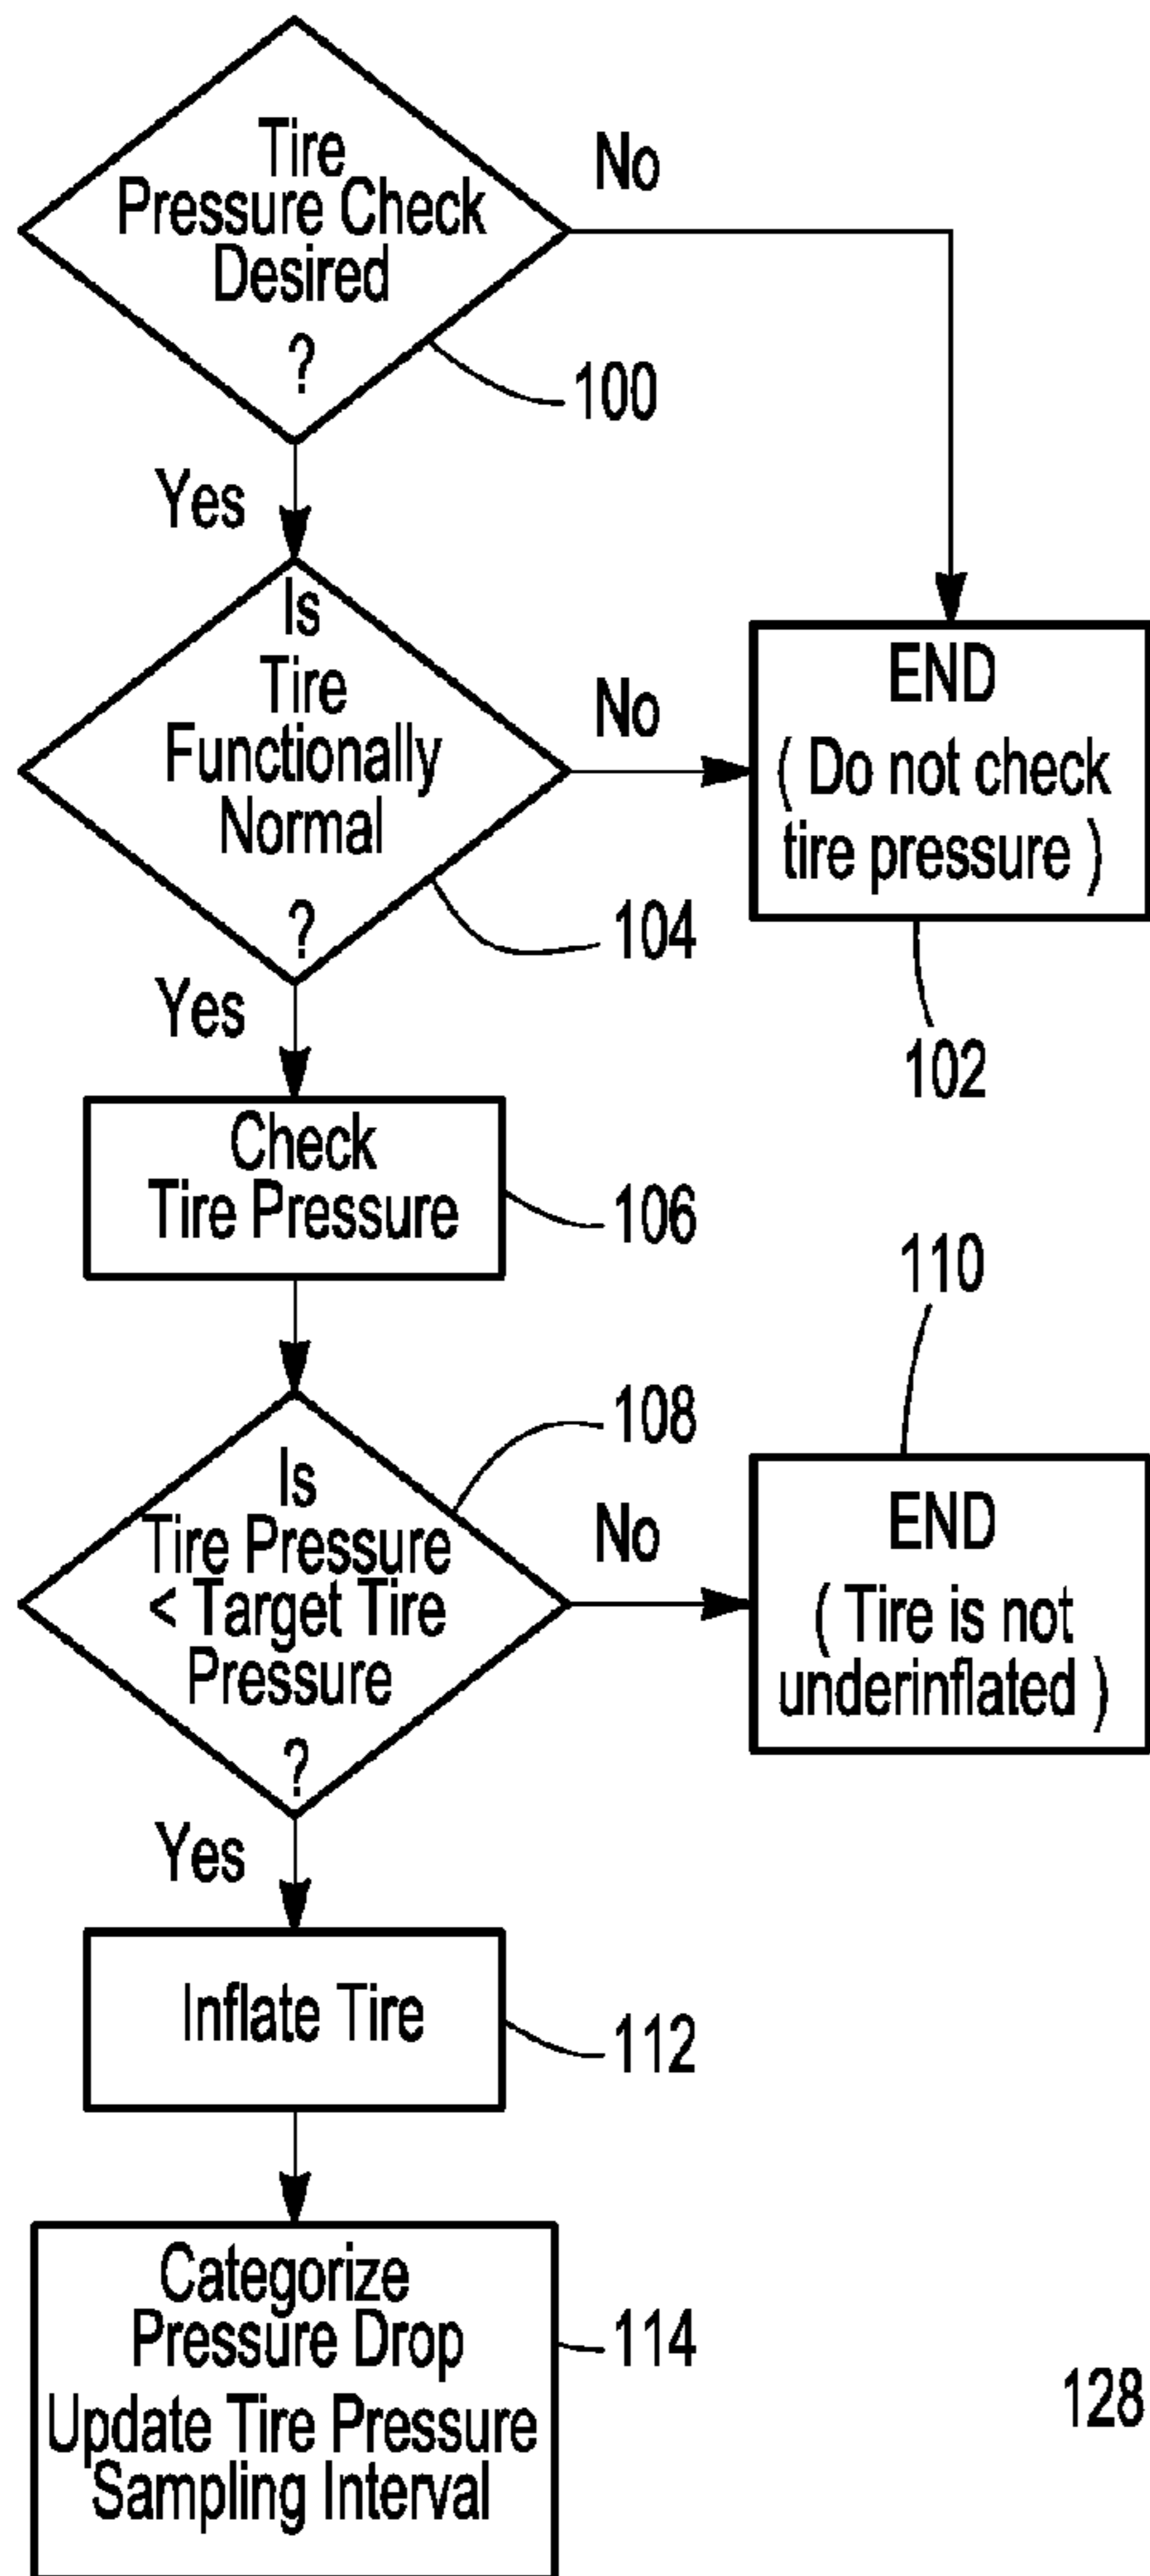 Tire
Pressure Check
Desired
?
No
100
Yes
Is
Tire
Functionally
Normal
?
No
104
END
( Do not check
tire pressure )
102
Yes
Check
Tire Pressure
106
110
108
Is
Tire Pressure
< Target Tire
Pressure
?
No
END
( Tire is not
underinflated )
Yes
Inflate Tire
112
Categorize
Pressure Drop
Update Tire Pressure
Sampling Interval
114
128